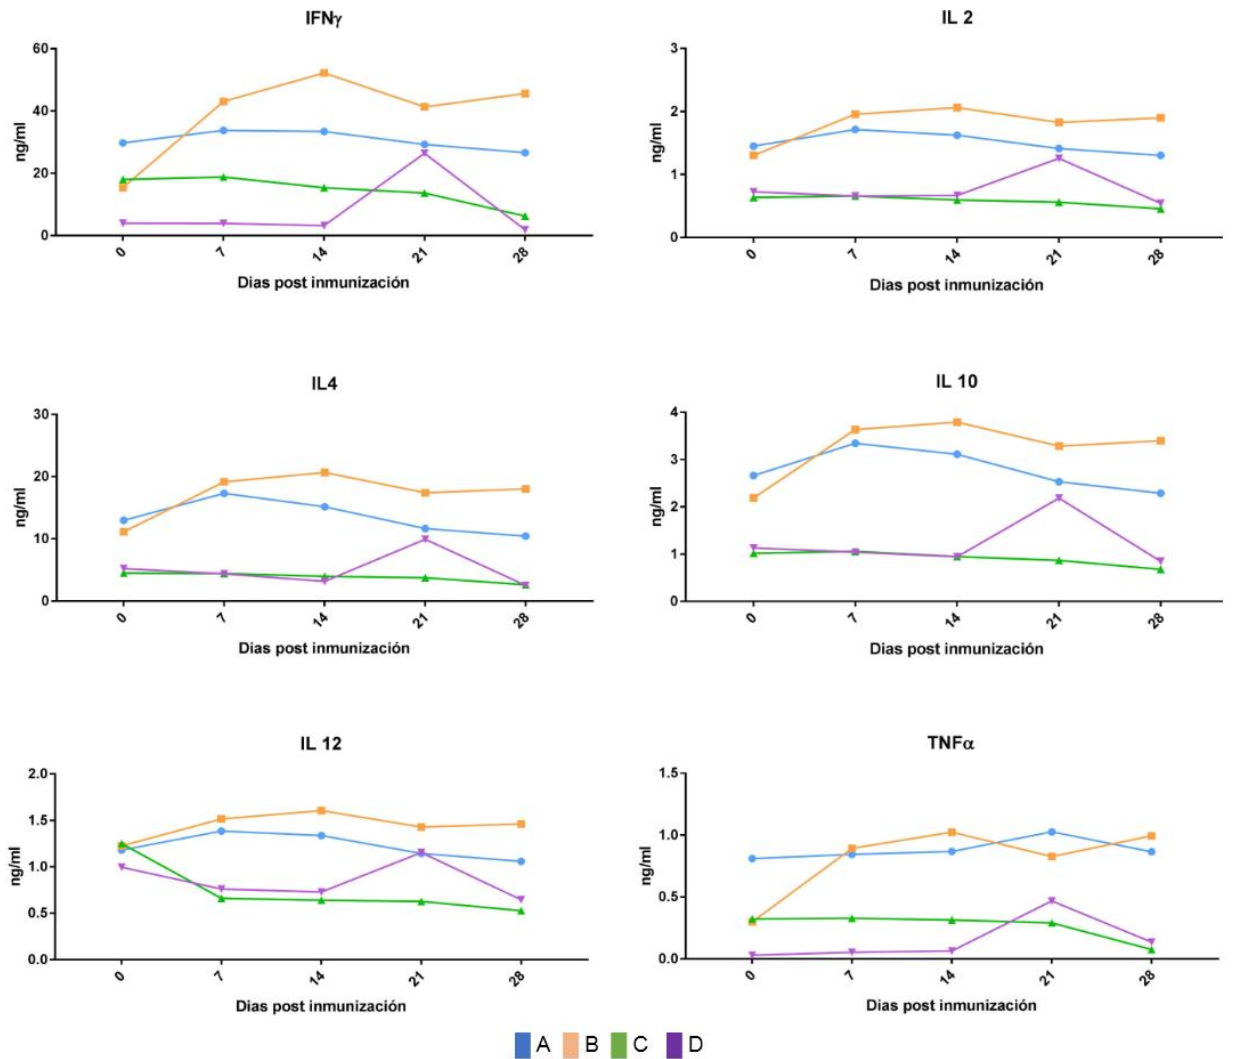 IFNγ
60
40
20
0
ng/ml
0 7 14 21 28
Dias post inmunización
IL 2
3
2
1
0
ng/ml
0 7 14 21 28
Dias post inmunización
IL4
30
20
10
0
ng/ml
0 7 14 21 28
Dias post inmunización
IL 10
4
3
2
1
0
ng/ml
0 7 14 21 28
Dias post inmunización
IL 12
2.0
1.5
1.0
0.5
0.0
ng/ml
0 7 14 21 28
Dias post inmunización
TNFα
1.5
1.0
0.5
0.0
ng/ml
0 7 14 21 28
Dias post inmunización
A B C D